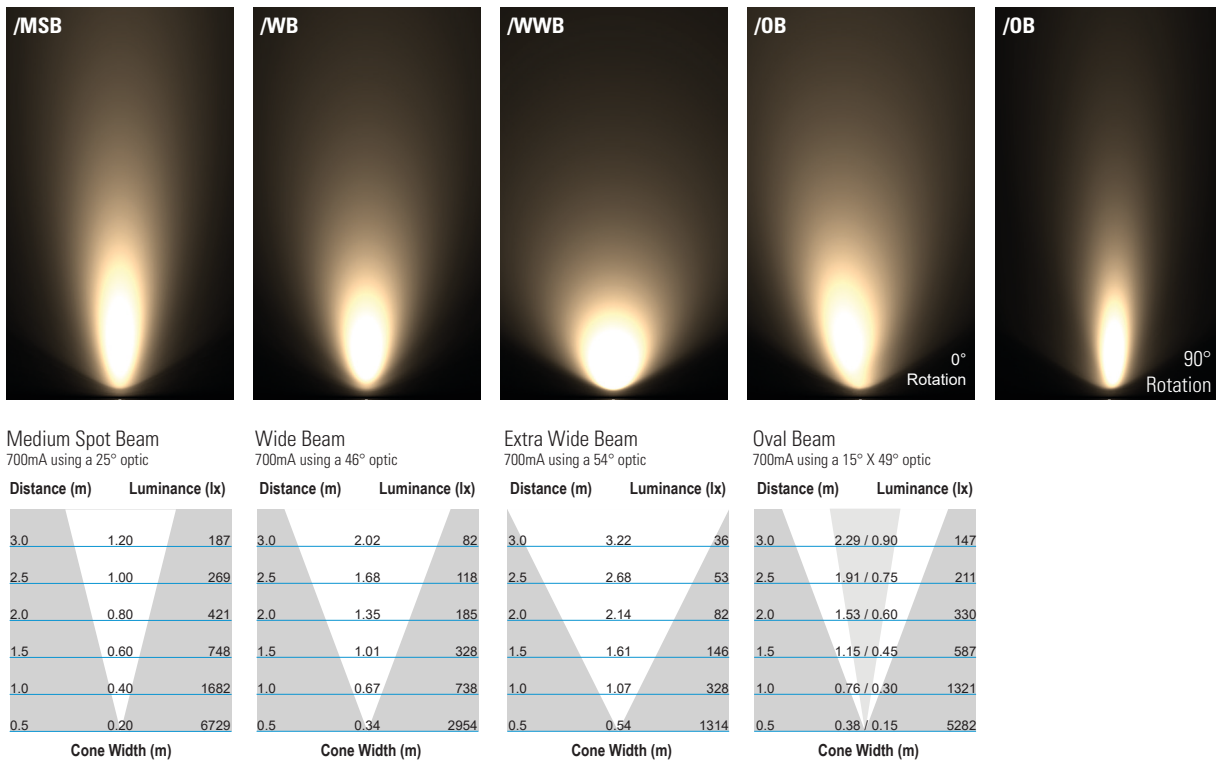 /MSB
/WB
/WWB
/OB
0°
Rotation
/OB
90°
Rotation
Medium Spot Beam
700mA using a 25° optic
Distance (m) Luminance (lx)
3.0 1.20 187
2.5 1.00 269
2.0 0.80 421
1.5 0.60 748
1.0 0.40 1682
0.5 0.20 6729
Cone Width (m)
Wide Beam
700mA using a 46° optic
Distance (m) Luminance (lx)
3.0 2.02 82
2.5 1.68 118
2.0 1.35 185
1.5 1.01 328
1.0 0.67 738
0.5 0.34 2954
Cone Width (m)
Extra Wide Beam
700mA using a 54° optic
Distance (m) Luminance (lx)
3.0 3.22 36
2.5 2.68 53
2.0 2.14 82
1.5 1.61 146
1.0 1.07 328
0.5 0.54 1314
Cone Width (m)
Oval Beam
700mA using a 15° X 49° optic
Distance (m) Luminance (lx)
3.0 2.29 / 0.90 147
2.5 1.91 / 0.75 211
2.0 1.53 / 0.60 330
1.5 1.15 / 0.45 587
1.0 0.76 / 0.30 1321
0.5 0.38 / 0.15 5282
Cone Width (m)